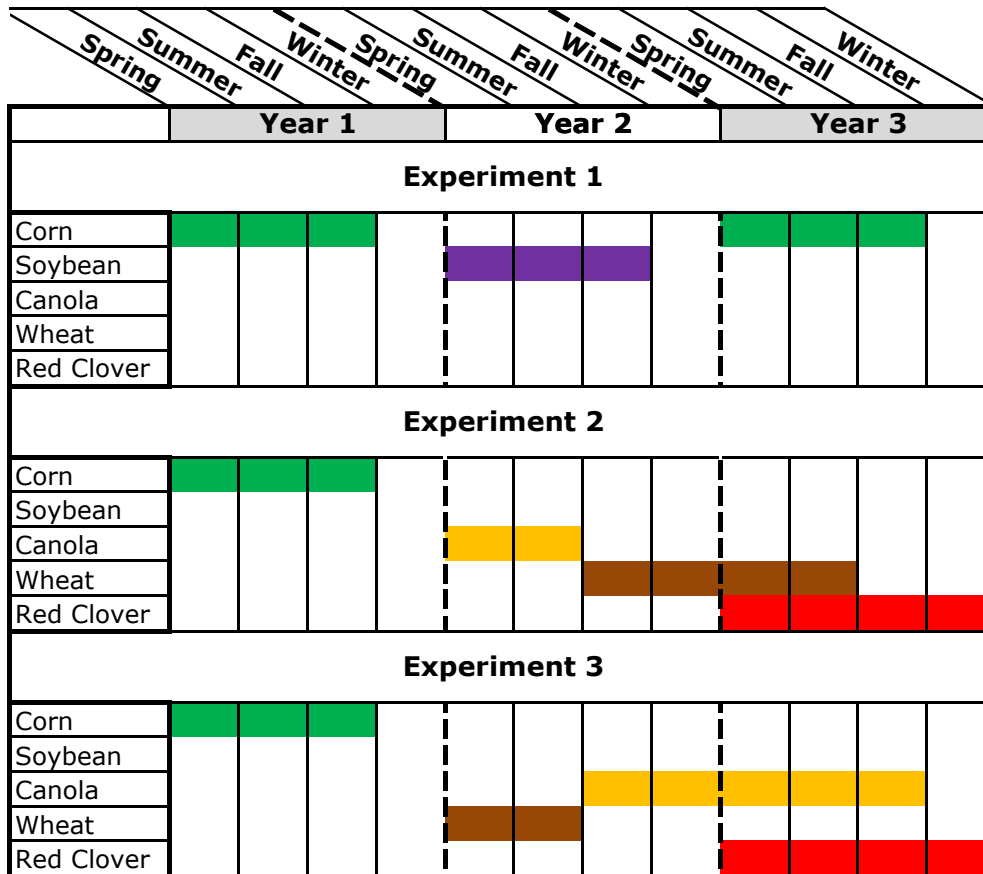 Spring Summer Fall Winter Spring Summer Fall Winter Spring Summer Fall Winter
Year 1 Year 2 Year 3
Experiment 1
Corn
Soybean
Canola
Wheat
Red Clover
Experiment 2
Corn
Soybean
Canola
Wheat
Red Clover
Experiment 3
Corn
Soybean
Canola
Wheat
Red Clover